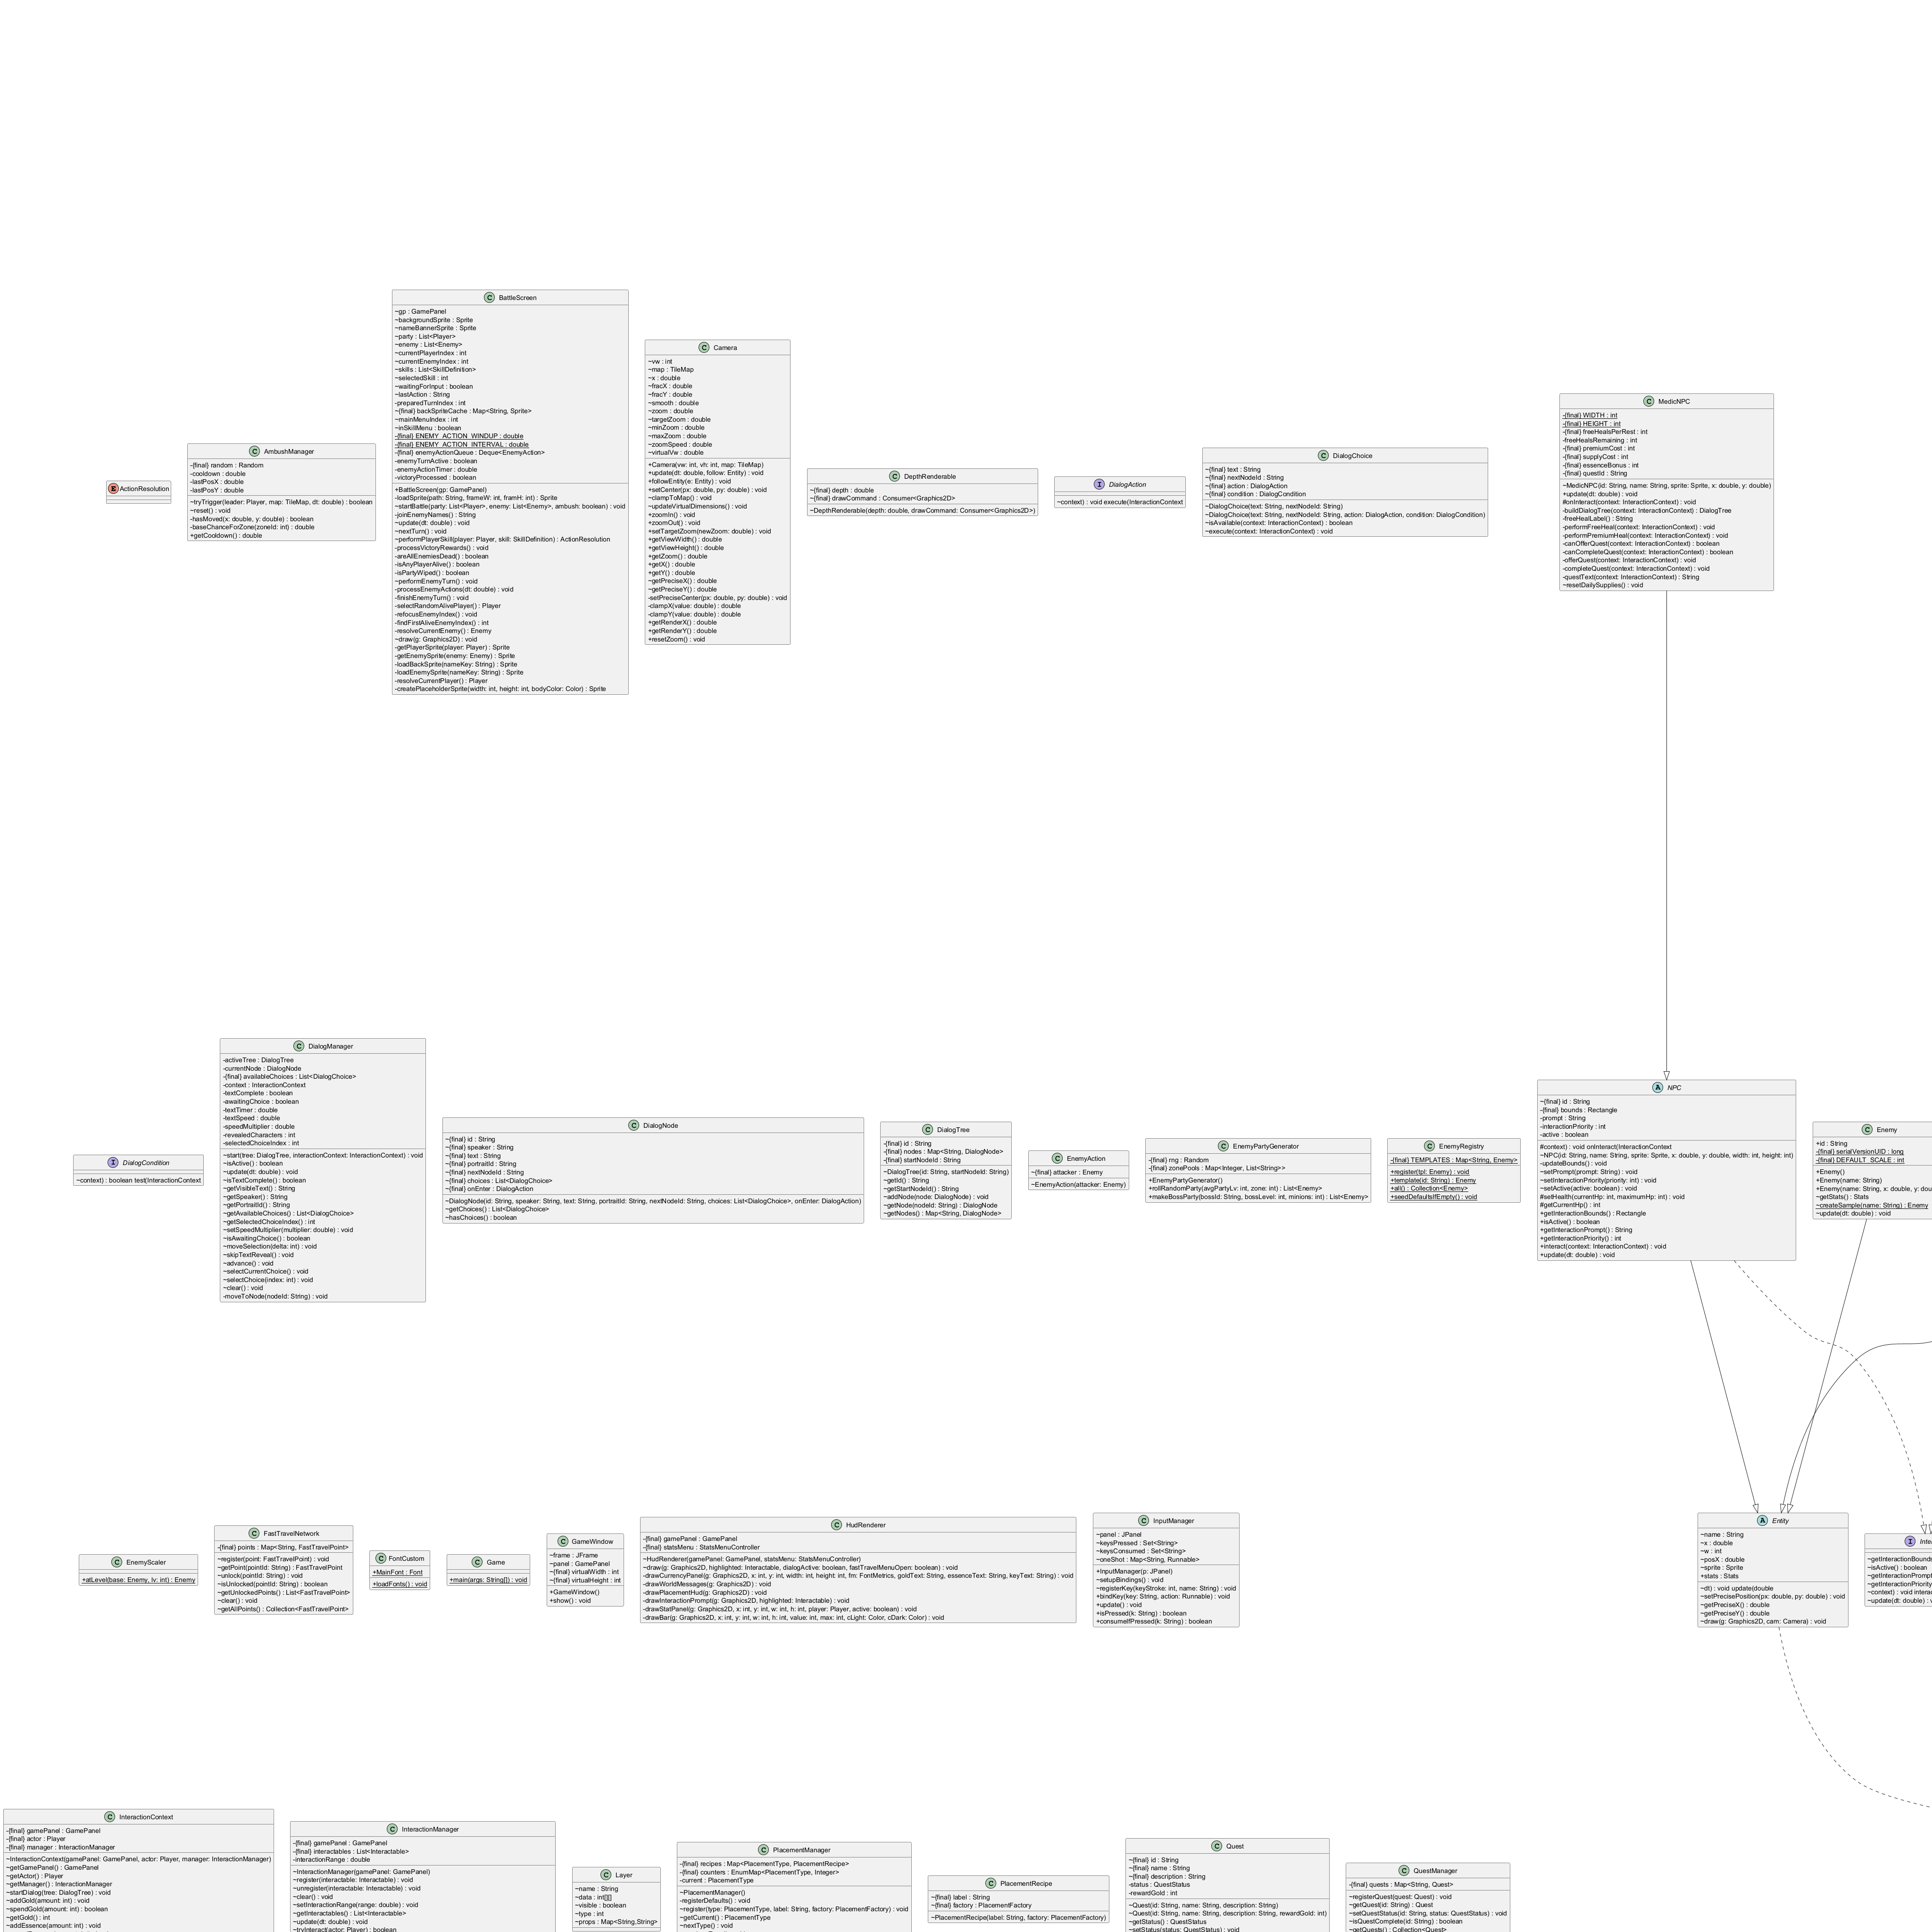 E ActionResolution
C AmbushManager
-{final} random : Random
-cooldown : double
-lastPosX : double
-lastPosY : double
~tryTrigger(leader: Player, map: TileMap, dt: double) : boolean
~reset() : void
-hasMoved(x: double, y: double) : boolean
-baseChanceForZone(zoneId: int) : double
+getCooldown() : double
C BattleScreen
~gp : GamePanel
~backgroundSprite : Sprite
~nameBannerSprite : Sprite
~party : List<Player>
~enemy : List<Enemy>
~currentPlayerIndex : int
~currentEnemyIndex : int
~skills : List<SkillDefinition>
~selectedSkill : int
~waitingForInput : boolean
~lastAction : String
-preparedTurnIndex : int
~{final} backSpriteCache : Map<String, Sprite>
~mainMenuIndex : int
~inSkillMenu : boolean
-{final} ENEMY_ACTION_WINDUP : double
-{final} ENEMY_ACTION_INTERVAL : double
-{final} enemyActionQueue : Deque<EnemyAction>
-enemyTurnActive : boolean
-enemyActionTimer : double
-victoryProcessed : boolean
+BattleScreen(gp: GamePanel)
-loadSprite(path: String, frameW: int, framH: int) : Sprite
~startBattle(party: List<Player>, enemy: List<Enemy>, ambush: boolean) : void
-joinEnemyNames() : String
~update(dt: double) : void
~nextTurn() : void
~performPlayerSkill(player: Player, skill: SkillDefinition) : ActionResolution
-processVictoryRewards() : void
-areAllEnemiesDead() : boolean
-isAnyPlayerAlive() : boolean
-isPartyWiped() : boolean
~performEnemyTurn() : void
-processEnemyActions(dt: double) : void
-finishEnemyTurn() : void
-selectRandomAlivePlayer() : Player
-refocusEnemyIndex() : void
-findFirstAliveEnemyIndex() : int
-resolveCurrentEnemy() : Enemy
~draw(g: Graphics2D) : void
-getPlayerSprite(player: Player) : Sprite
-getEnemySprite(enemy: Enemy) : Sprite
-loadBackSprite(nameKey: String) : Sprite
-loadEnemySprite(nameKey: String) : Sprite
-resolveCurrentPlayer() : Player
-createPlaceholderSprite(width: int, height: int, bodyColor: Color) : Sprite
C Camera
~vw : int
~map : TileMap
~x : double
~fracX : double
~fracY : double
~smooth : double
~zoom : double
~targetZoom : double
~minZoom : double
~maxZoom : double
~zoomSpeed : double
~virtualVw : double
+Camera(vw: int, vh: int, map: TileMap)
+update(dt: double, follow: Entity) : void
+followEntity(e: Entity) : void
+setCenter(px: double, py: double) : void
~clampToMap() : void
~updateVirtualDimensions() : void
+zoomIn() : void
+zoomOut() : void
+setTargetZoom(newZoom: double) : void
+getViewWidth() : double
+getViewHeight() : double
+getZoom() : double
+getX() : double
+getY() : double
~getPreciseX() : double
~getPreciseY() : double
-setPreciseCenter(px: double, py: double) : void
-clampX(value: double) : double
-clampY(value: double) : double
+getRenderX() : double
+getRenderY() : double
+resetZoom() : void
C DepthRenderable
~{final} depth : double
~{final} drawCommand : Consumer<Graphics2D>
~DepthRenderable(depth: double, drawCommand: Consumer<Graphics2D>)
I DialogAction
~context) : void execute(InteractionContext
C DialogChoice
~{final} text : String
~{final} nextNodeId : String
~{final} action : DialogAction
~{final} condition : DialogCondition
~DialogChoice(text: String, nextNodeId: String)
~DialogChoice(text: String, nextNodeId: String, action: DialogAction, condition: DialogCondition)
~isAvailable(context: InteractionContext) : boolean
~execute(context: InteractionContext) : void
C MedicNPC
-{final} WIDTH : int
-{final} HEIGHT : int
-{final} freeHealsPerRest : int
-freeHealsRemaining : int
-{final} premiumCost : int
-{final} supplyCost : int
-{final} essenceBonus : int
-{final} questId : String
~MedicNPC(id: String, name: String, sprite: Sprite, x: double, y: double)
+update(dt: double) : void
-buildDialogTree(context: InteractionContext) : DialogTree
-freeHealLabel() : String
-performFreeHeal(context: InteractionContext) : void
-performPremiumHeal(context: InteractionContext) : void
-canOfferQuest(context: InteractionContext) : boolean
-canCompleteQuest(context: InteractionContext) : boolean
-offerQuest(context: InteractionContext) : void
-completeQuest(context: InteractionContext) : void
-questText(context: InteractionContext) : String
~resetDailySupplies() : void
I DialogCondition
~context) : boolean test(InteractionContext
C DialogManager
-activeTree : DialogTree
-currentNode : DialogNode
-{final} availableChoices : List<DialogChoice>
-context : InteractionContext
-textComplete : boolean
-awaitingChoice : boolean
-textTimer : double
-textSpeed : double
-speedMultiplier : double
-revealedCharacters : int
-selectedChoiceIndex : int
~start(tree: DialogTree, interactionContext: InteractionContext) : void
~isActive() : boolean
~update(dt: double) : void
~isTextComplete() : boolean
~getVisibleText() : String
~getSpeaker() : String
~getPortraitId() : String
~getAvailableChoices() : List<DialogChoice>
~getSelectedChoiceIndex() : int
~setSpeedMultiplier(multiplier: double) : void
~isAwaitingChoice() : boolean
~moveSelection(delta: int) : void
~skipTextReveal() : void
~advance() : void
~selectCurrentChoice() : void
~selectChoice(index: int) : void
~clear() : void
-moveToNode(nodeId: String) : void
C DialogNode
~{final} id : String
~{final} speaker : String
~{final} text : String
~{final} portraitId : String
~{final} nextNodeId : String
~{final} choices : List<DialogChoice>
~{final} onEnter : DialogAction
~DialogNode(id: String, speaker: String, text: String, portraitId: String, nextNodeId: String, choices: List<DialogChoice>, onEnter: DialogAction)
~getChoices() : List<DialogChoice>
~hasChoices() : boolean
C DialogTree
-{final} id : String
-{final} nodes : Map<String, DialogNode>
-{final} startNodeId : String
~DialogTree(id: String, startNodeId: String)
~getId() : String
~getStartNodeId() : String
~addNode(node: DialogNode) : void
~getNode(nodeId: String) : DialogNode
~getNodes() : Map<String, DialogNode>
C EnemyAction
~{final} attacker : Enemy
~EnemyAction(attacker: Enemy)
C EnemyPartyGenerator
-{final} rng : Random
-{final} zonePools : Map<Integer, List<String>>
+EnemyPartyGenerator()
+rollRandomParty(avgPartyLv: int, zone: int) : List<Enemy>
+makeBossParty(bossId: String, bossLevel: int, minions: int) : List<Enemy>
C EnemyRegistry
-{final} TEMPLATES : Map<String, Enemy>
+register(tpl: Enemy) : void
+template(id: String) : Enemy
+all() : Collection<Enemy>
+seedDefaultsIfEmpty() : void
A NPC
~{final} id : String
-{final} bounds : Rectangle
-prompt : String
-interactionPriority : int
-active : boolean
#context) : void onInteract(InteractionContext
~NPC(id: String, name: String, sprite: Sprite, x: double, y: double, width: int, height: int)
-updateBounds() : void
~setPrompt(prompt: String) : void
~setInteractionPriority(priority: int) : void
~setActive(active: boolean) : void
#setHealth(currentHp: int, maximumHp: int) : void
#getCurrentHp() : int
+getInteractionBounds() : Rectangle
+isActive() : boolean
+getInteractionPrompt() : String
+getInteractionPriority() : int
+interact(context: InteractionContext) : void
+update(dt: double) : void
C Enemy
+id : String
-{final} serialVersionUID : long
-{final} DEFAULT_SCALE : int
+Enemy()
+Enemy(name: String)
+Enemy(name: String, x: double, y: dou
~getStats() : Stats
~createSample(name: String) : Enemy
~update(dt: double) : void
C EnemyScaler
+atLevel(base: Enemy, lv: int) : Enemy
C FastTravelNetwork
-{final} points : Map<String, FastTravelPoint>
~register(point: FastTravelPoint) : void
~getPoint(pointId: String) : FastTravelPoint
~unlock(pointId: String) : void
~isUnlocked(pointId: String) : boolean
~getUnlockedPoints() : List<FastTravelPoint>
~clear() : void
~getAllPoints() : Collection<FastTravelPoint>
C FontCustom
+MainFont : Font
+loadFonts() : void
C Game
+main(args: String[]) : void
C GameWindow
~frame : JFrame
~panel : GamePanel
~{final} virtualWidth : int
~{final} virtualHeight : int
+GameWindow()
+show() : void
C HudRenderer
-{final} gamePanel : GamePanel
-{final} statsMenu : StatsMenuController
~HudRenderer(gamePanel: GamePanel, statsMenu: StatsMenuController)
~draw(g: Graphics2D, highlighted: Interactable, dialogActive: boolean, fastTravelMenuOpen: boolean) : void
-drawCurrencyPanel(g: Graphics2D, x: int, y: int, width: int, height: int, fm: FontMetrics, goldText: String, essenceText: String, keyText: String) : void
-drawWorldMessages(g: Graphics2D) : void
-drawPlacementHud(g: Graphics2D) : void
-drawInteractionPrompt(g: Graphics2D, highlighted: Interactable) : void
-drawStatPanel(g: Graphics2D, x: int, y: int, w: int, h: int, player: Player, active: boolean) : void
-drawBar(g: Graphics2D, x: int, y: int, w: int, h: int, value: int, max: int, cLight: Color, cDark: Color) : void
C InputManager
~panel : JPanel
~keysPressed : Set<String>
~keysConsumed : Set<String>
~oneShot : Map<String, Runnable>
+InputManager(p: JPanel)
~setupBindings() : void
~registerKey(keyStroke: int, name: String) : void
+bindKey(key: String, action: Runnable) : void
+update() : void
+isPressed(k: String) : boolean
+consumeIfPressed(k: String) : boolean
A Entity
~name : String
~x : double
~w : int
~posX : double
~sprite : Sprite
+stats : Stats
~dt) : void update(double
~setPrecisePosition(px: double, py: double) : void
~getPreciseX() : double
~getPreciseY() : double
~draw(g: Graphics2D, cam: Camera) : void
I Inter
~getInteractionBound
~isActive() : boolean
~getInteractionPrompt
~getInteractionPriority
~context) : void interac
~update(dt: double) : v
C InteractionContext
-{final} gamePanel : GamePanel
-{final} actor : Player
-{final} manager : InteractionManager
~InteractionContext(gamePanel: GamePanel, actor: Player, manager: InteractionManager)
~getGamePanel() : GamePanel
~getActor() : Player
~getManager() : InteractionManager
~startDialog(tree: DialogTree) : void
~addGold(amount: int) : void
~spendGold(amount: int) : boolean
~getGold() : int
~addEssence(amount: int) : void
C InteractionManager
-{final} gamePanel : GamePanel
-{final} interactables : List<Interactable>
-interactionRange : double
~InteractionManager(gamePanel: GamePanel)
~register(interactable: Interactable) : void
~unregister(interactable: Interactable) : void
~clear() : void
~setInteractionRange(range: double) : void
~getInteractables() : List<Interactable>
~update(dt: double) : void
~tryInteract(actor: Player) : boolean
C Layer
~name : String
~data : int[][]
~visible : boolean
~type : int
~props : Map<String,String>
C PlacementManager
-{final} recipes : Map<PlacementType, PlacementRecipe>
-{final} counters : EnumMap<PlacementType, Integer>
-current : PlacementType
~PlacementManager()
-registerDefaults() : void
~register(type: PlacementType, label: String, factory: PlacementFactory) : void
~getCurrent() : PlacementType
~nextType() : void
C PlacementRecipe
~{final} label : String
~{final} factory : PlacementFactory
~PlacementRecipe(label: String, factory: PlacementFactory)
C Quest
~{final} id : String
~{final} name : String
~{final} description : String
-status : QuestStatus
-rewardGold : int
~Quest(id: String, name: String, description: String)
~Quest(id: String, name: String, description: String, rewardGold: int)
~getStatus() : QuestStatus
~setStatus(status: QuestStatus) : void
C QuestManager
-{final} quests : Map<String, Quest>
~registerQuest(quest: Quest) : void
~getQuest(id: String) : Quest
~setQuestStatus(id: String, status: QuestStatus) : void
~isQuestComplete(id: String) : boolean
~getQuests() : Collection<Quest>